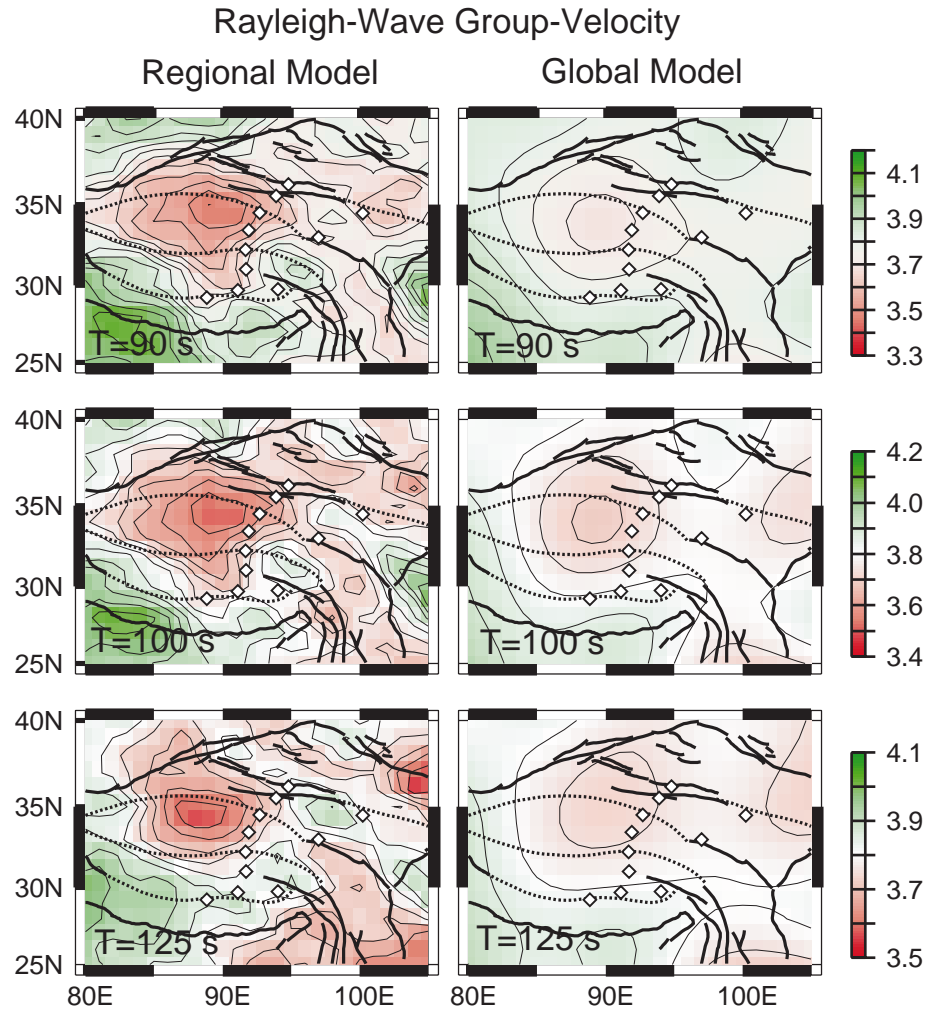 Rayleigh-Wave Group-Velocity
Regional Model Global Model
40N
35N
30N
25N
T=90 s
T=90 s
4.1
3.9
3.7
3.5
3.3
40N
35N
30N
25N
T=100 s
T=100 s
4.2
4.0
3.8
3.6
3.4
40N
35N
30N
25N
T=125 s
T=125 s
4.1
3.9
3.7
3.5
80E 90E 100E 80E 90E 100E